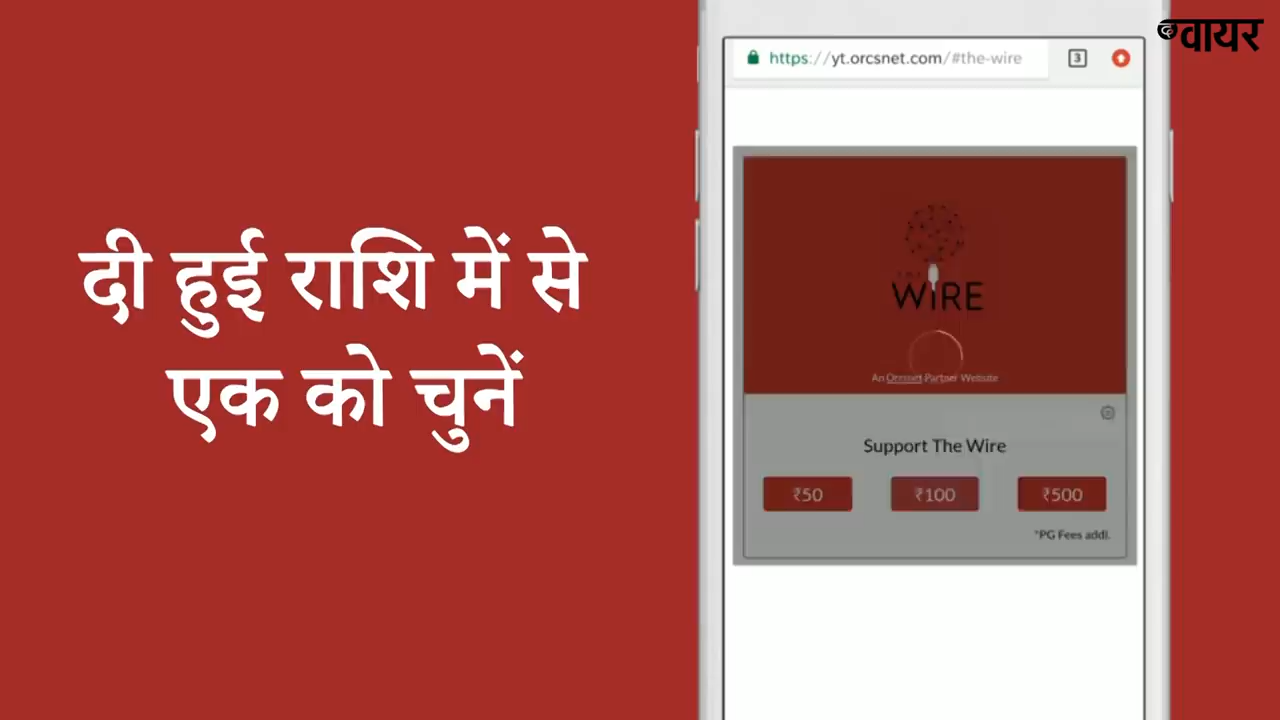 द वायर
https://yt.orcsnet.com/#the-wire
3
दी हुई राशि में से
एक को चुनें
THE
WIRE
An Orcsnet Partner Website
Support The Wire
₹50
₹100
₹500
*PG Fees addl.